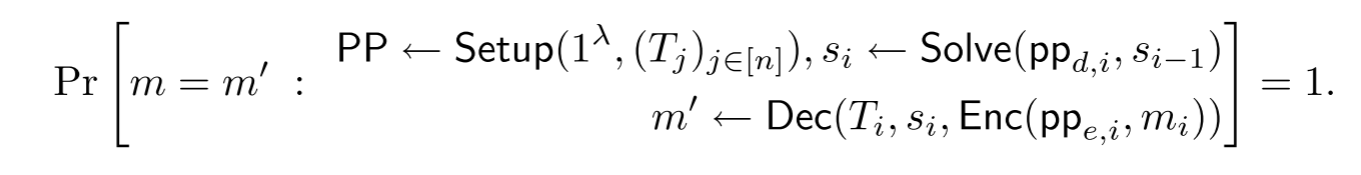 Pr [ m = m′ : PP ← Setup(1^λ, (T_j)_{j∈[n]}), s_i ← Solve(pp_{d,i}, s_{i−1})
m′ ← Dec(T_i, s_i, Enc(pp_{e,i}, m_i)) ] = 1.